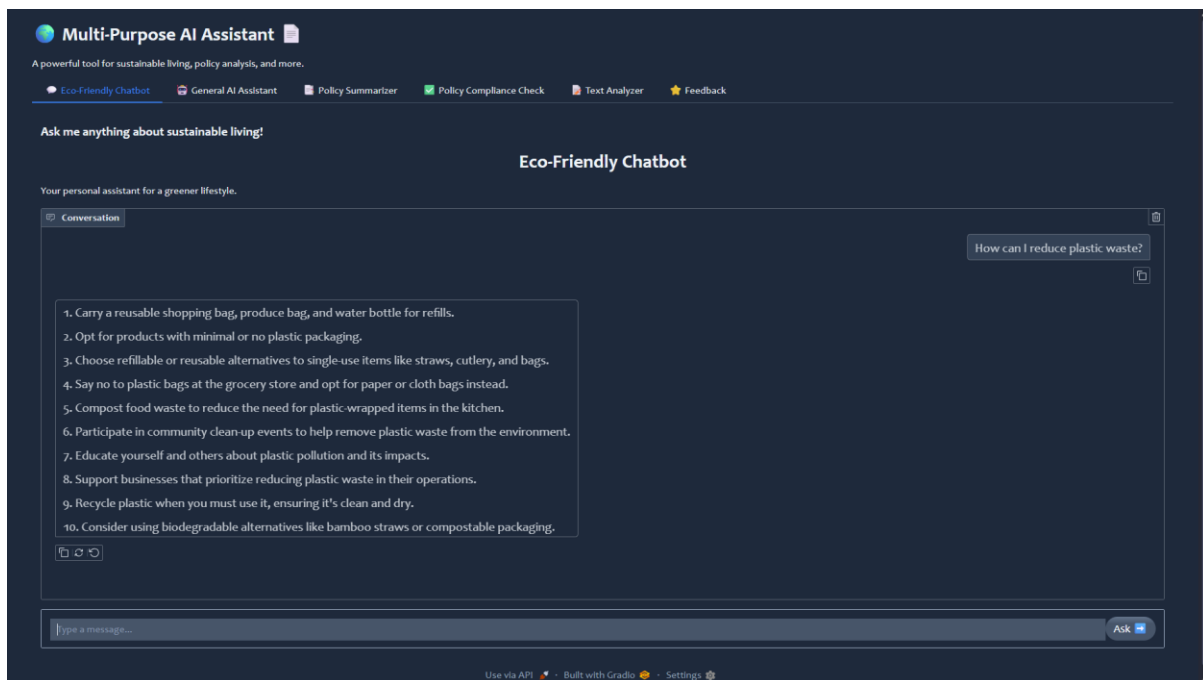 🌍 Multi-Purpose AI Assistant 📄
A powerful tool for sustainable living, policy analysis, and more.
💬 Eco-Friendly Chatbot 🤖 General AI Assistant 📑 Policy Summarizer ✅ Policy Compliance Check 📝 Text Analyzer ⭐ Feedback
Ask me anything about sustainable living!
Eco-Friendly Chatbot
Your personal assistant for a greener lifestyle.
Conversation
How can I reduce plastic waste?
1. Carry a reusable shopping bag, produce bag, and water bottle for refills.
2. Opt for products with minimal or no plastic packaging.
3. Choose refillable or reusable alternatives to single-use items like straws, cutlery, and bags.
4. Say no to plastic bags at the grocery store and opt for paper or cloth bags instead.
5. Compost food waste to reduce the need for plastic-wrapped items in the kitchen.
6. Participate in community clean-up events to help remove plastic waste from the environment.
7. Educate yourself and others about plastic pollution and its impacts.
8. Support businesses that prioritize reducing plastic waste in their operations.
9. Recycle plastic when you must use it, ensuring it's clean and dry.
10. Consider using biodegradable alternatives like bamboo straws or compostable packaging.
Type a message...
Ask ➡️
Use via API 🚀 · Built with Gradio · Settings ⚙️